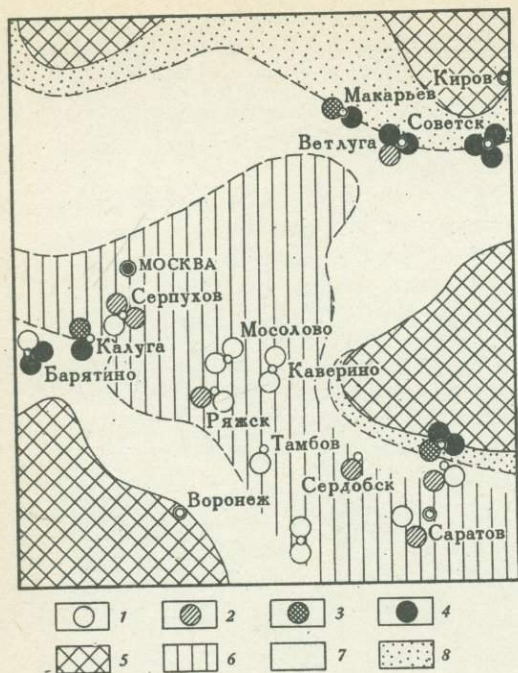 Киров
Макарьев
Советск
Ветлуга
МОСКВА
Серпухов
Мосолово
Калуга
Каверино
Барятино
Ряжск
Тамбов
Сердобск
Воронеж
Саратов
1 2 3 4
5 6 7 8